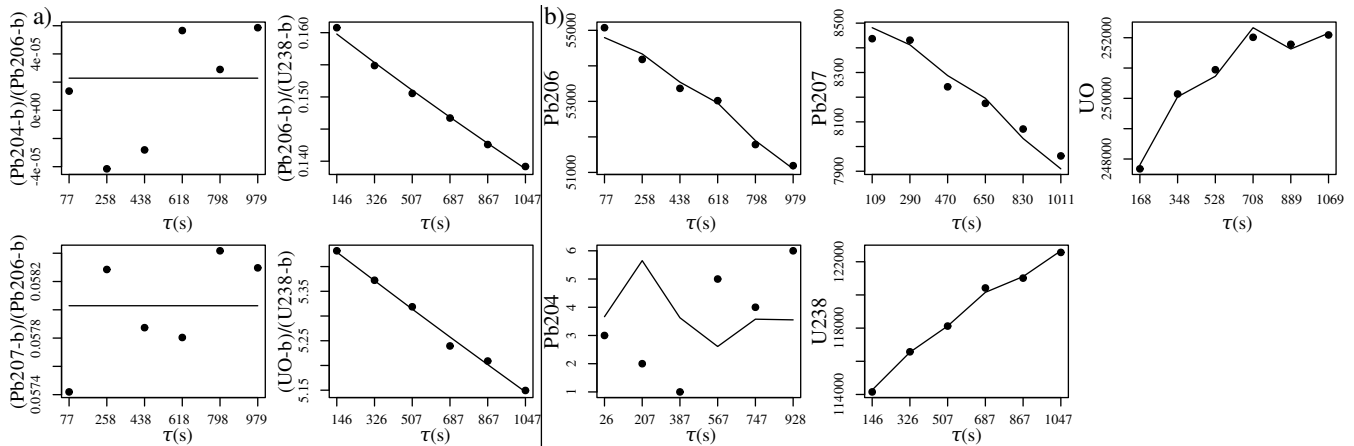 a)
(Pb204-b)/(Pb206-b)
-4e-05 0e+00 4e-05
77 258 438 618 798 979
τ(s)
(Pb206-b)/(U238-b)
0.140 0.150 0.160
146 326 507 687 867 1047
τ(s)
b)
Pb206
51000 53000 55000
77 258 438 618 798 979
τ(s)
Pb207
7900 8100 8300 8500
109 290 470 650 830 1011
τ(s)
UO
248000 250000 252000
168 348 528 708 889 1069
τ(s)
(Pb207-b)/(Pb206-b)
0.0574 0.0578 0.0582
77 258 438 618 798 979
τ(s)
(UO-b)/(U238-b)
5.15 5.25 5.35
146 326 507 687 867 1047
τ(s)
Pb204
1 2 3 4 5 6
26 207 387 567 747 928
τ(s)
U238
114000 118000 122000
146 326 507 687 867 1047
τ(s)